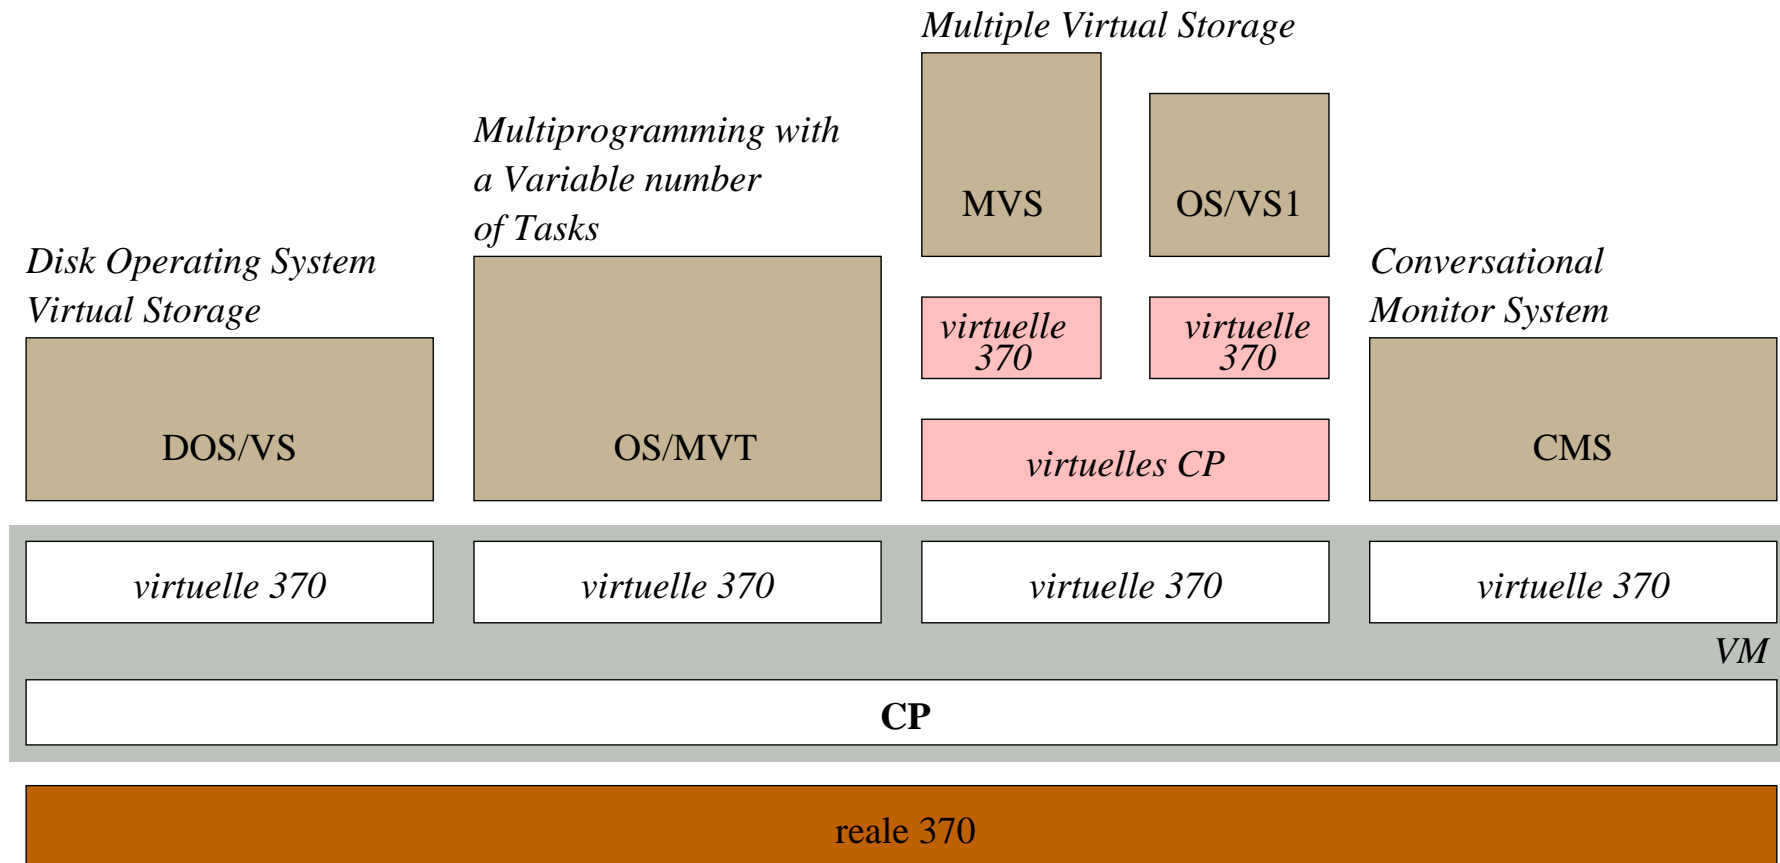 Multiple Virtual Storage
Multiprogramming with
a Variable number
of Tasks
MVS
OS/VS1
Disk Operating System
Virtual Storage
Conversational
Monitor System
virtuelle
370
virtuelle
370
DOS/VS
OS/MVT
virtuelles CP
CMS
virtuelle 370
virtuelle 370
virtuelle 370
virtuelle 370
VM
CP
reale 370